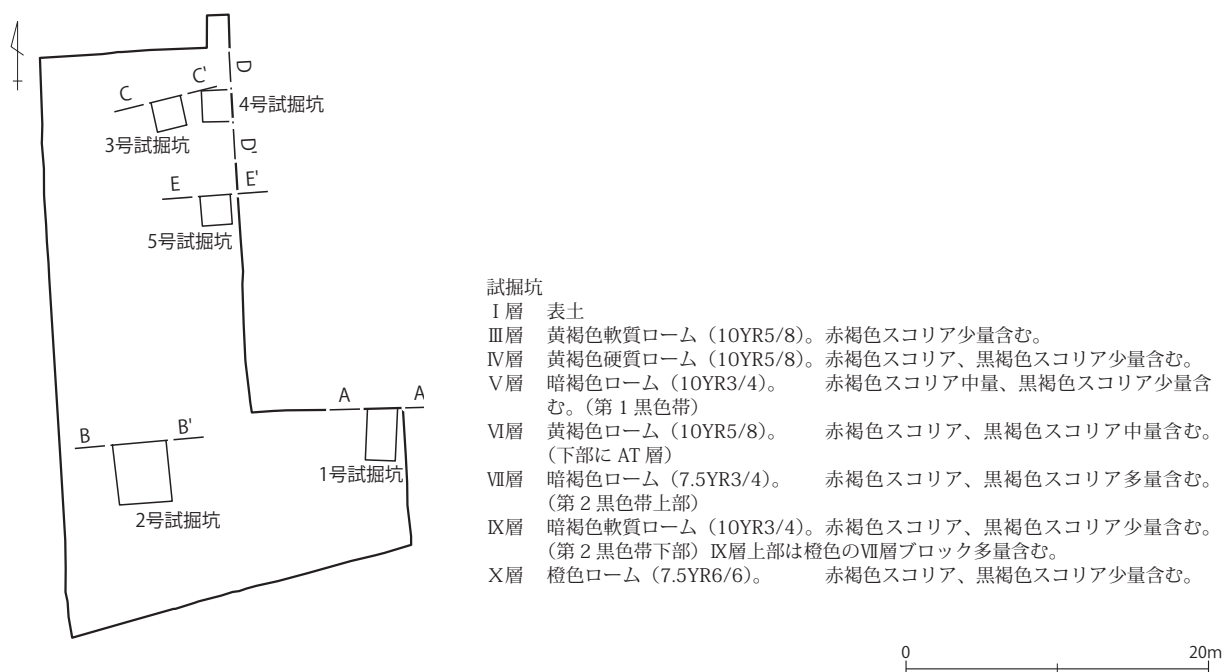 D
C'
C
4号試掘坑
3号試掘坑
D'
E
E'
5号試掘坑
A
A
B
B'
1号試掘坑
2号試掘坑
試掘坑
Ⅰ層 表土
Ⅲ層 黄褐色軟質ローム（10YR5/8）。赤褐色スコリア少量含む。
Ⅳ層 黄褐色硬質ローム（10YR5/8）。赤褐色スコリア、黒褐色スコリア少量含む。
Ⅴ層 暗褐色ローム（10YR3/4）。 赤褐色スコリア中量、黒褐色スコリア少量含
む。（第1黒色帯）
Ⅵ層 黄褐色ローム（10YR5/8）。 赤褐色スコリア、黒褐色スコリア中量含む。
（下部に AT 層）
Ⅶ層 暗褐色ローム（7.5YR3/4）。 赤褐色スコリア、黒褐色スコリア多量含む。
（第2黒色帯上部）
Ⅸ層 暗褐色軟質ローム（10YR3/4）。赤褐色スコリア、黒褐色スコリア少量含む。
（第2黒色帯下部）Ⅸ層上部は橙色のⅦ層ブロック多量含む。
Ⅹ層 橙色ローム（7.5YR6/6）。 赤褐色スコリア、黒褐色スコリア少量含む。
0 20m